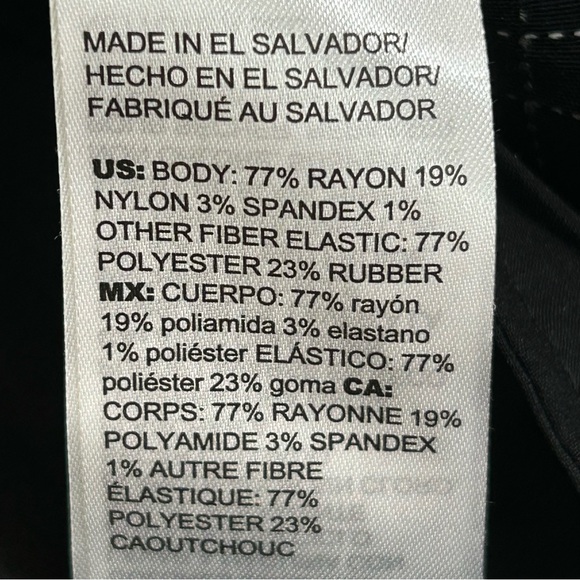 MADE IN EL SALVADOR/
HECHO EN EL SALVADOR/
FABRIQUÉ AU SALVADOR
US: BODY: 77% RAYON 19%
NYLON 3% SPANDEX 1%
OTHER FIBER ELASTIC: 77%
POLYESTER 23% RUBBER
MX: CUERPO: 77% rayón
19% poliamida 3% elastano
1% poliéster ELÁSTICO: 77%
poliéster 23% goma CA:
CORPS: 77% RAYONNE 19%
POLYAMIDE 3% SPANDEX
1% AUTRE FIBRE
ÉLASTIQUE: 77%
POLYESTER 23%
CAOUTCHOUC